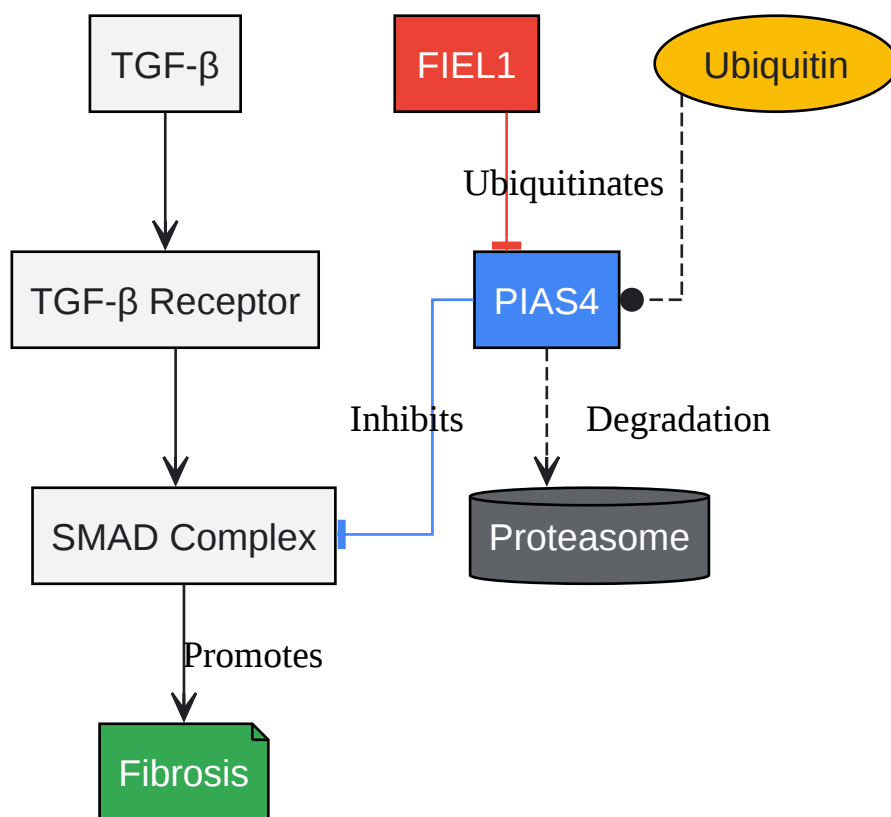 TGF-β
FIEL1
Ubiquitin
Ubiquitinates
TGF-β Receptor
PIAS4
Inhibits
Degradation
SMAD Complex
Proteasome
Promotes
Fibrosis